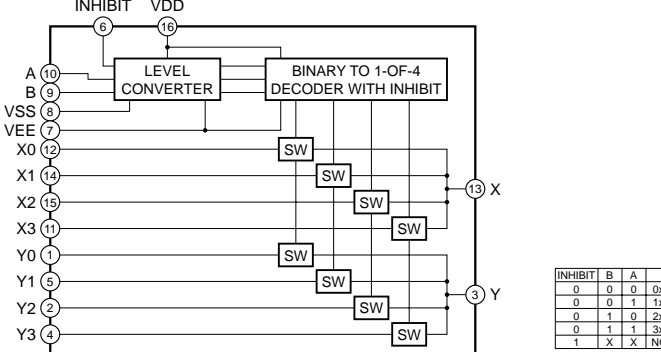 INHIBIT VDD
6 16
A 10 LEVEL CONVERTER BINARY TO 1-OF-4 DECODER WITH INHIBIT
B 9
VSS 8
VEE 7
X0 12 SW
X1 14 SW
13 X
X2 15 SW
X3 11 SW
Y0 1 SW
Y1 5 SW
3 Y
Y2 2 SW
Y3 4 SW
INHIBIT B A
0 0 0
0 0 1
0 1 0
0 1 1
1 X X